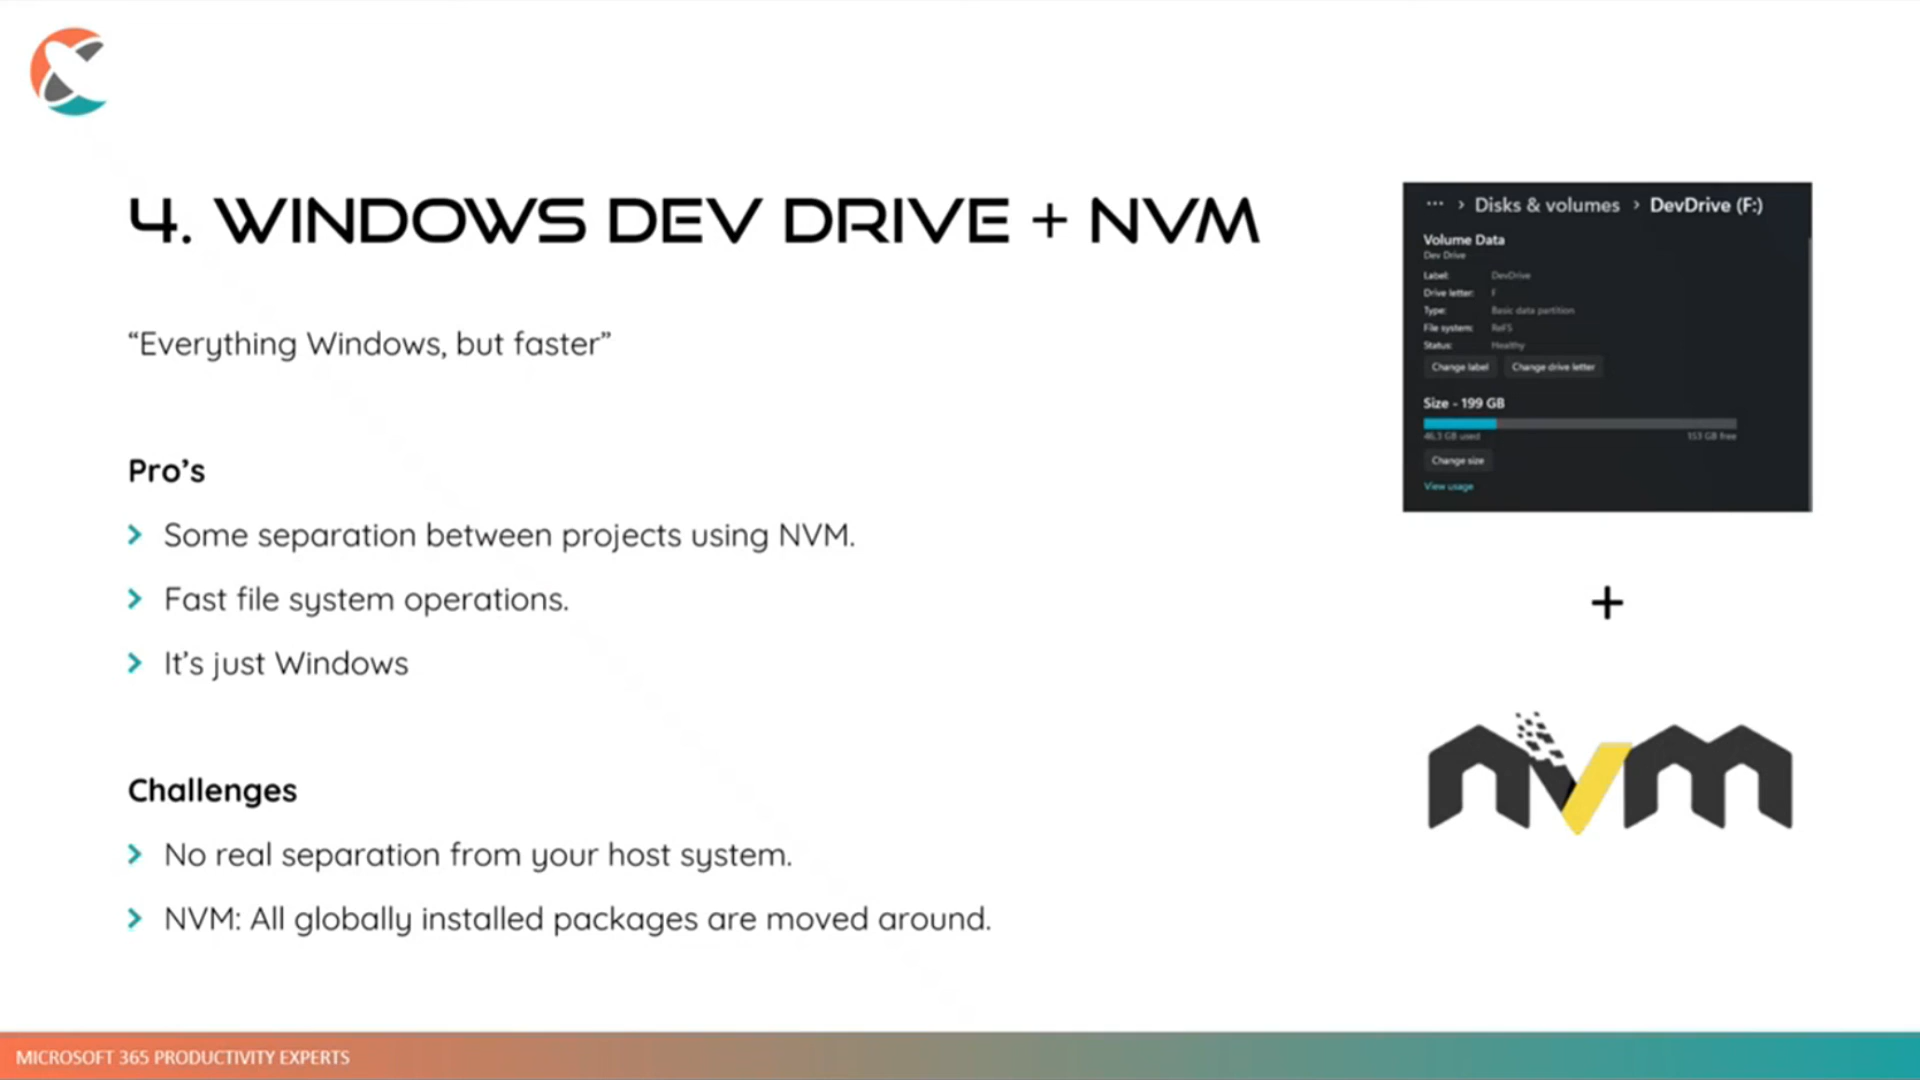 4. WINDOWS DEV DRIVE + NVM
“Everything Windows, but faster”
Pro’s
Some separation between projects using NVM.
Fast file system operations.
It’s just Windows
Challenges
No real separation from your host system.
NVM: All globally installed packages are moved around.
... > Disks & volumes > DevDrive (F:)
Volume Data
Dev Drive
Label: DevDrive
Drive letter: F
Type: Basic data partition
File system: ReFS
Status: Healthy
Change label Change drive letter
Size - 199 GB
46.3 GB used 153 GB free
Change size
View usage
+
nvm
MICROSOFT 365 PRODUCTIVITY EXPERTS